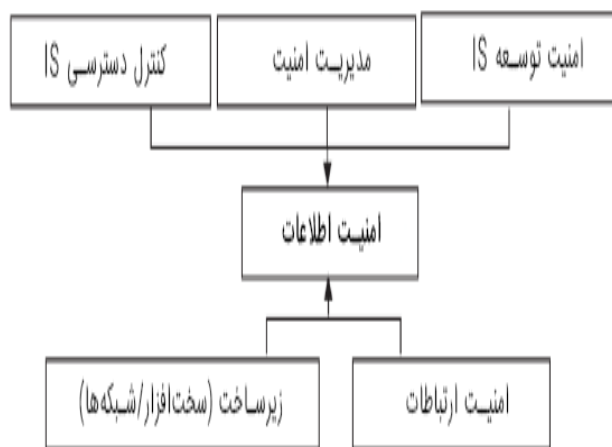 امنیت توسعه IS
مدیریت امنیت
کنترل دسترسی IS
امنیت اطلاعات
امنیت ارتباطات
زیرساخت (سخت‌افزار/شبکه‌ها)